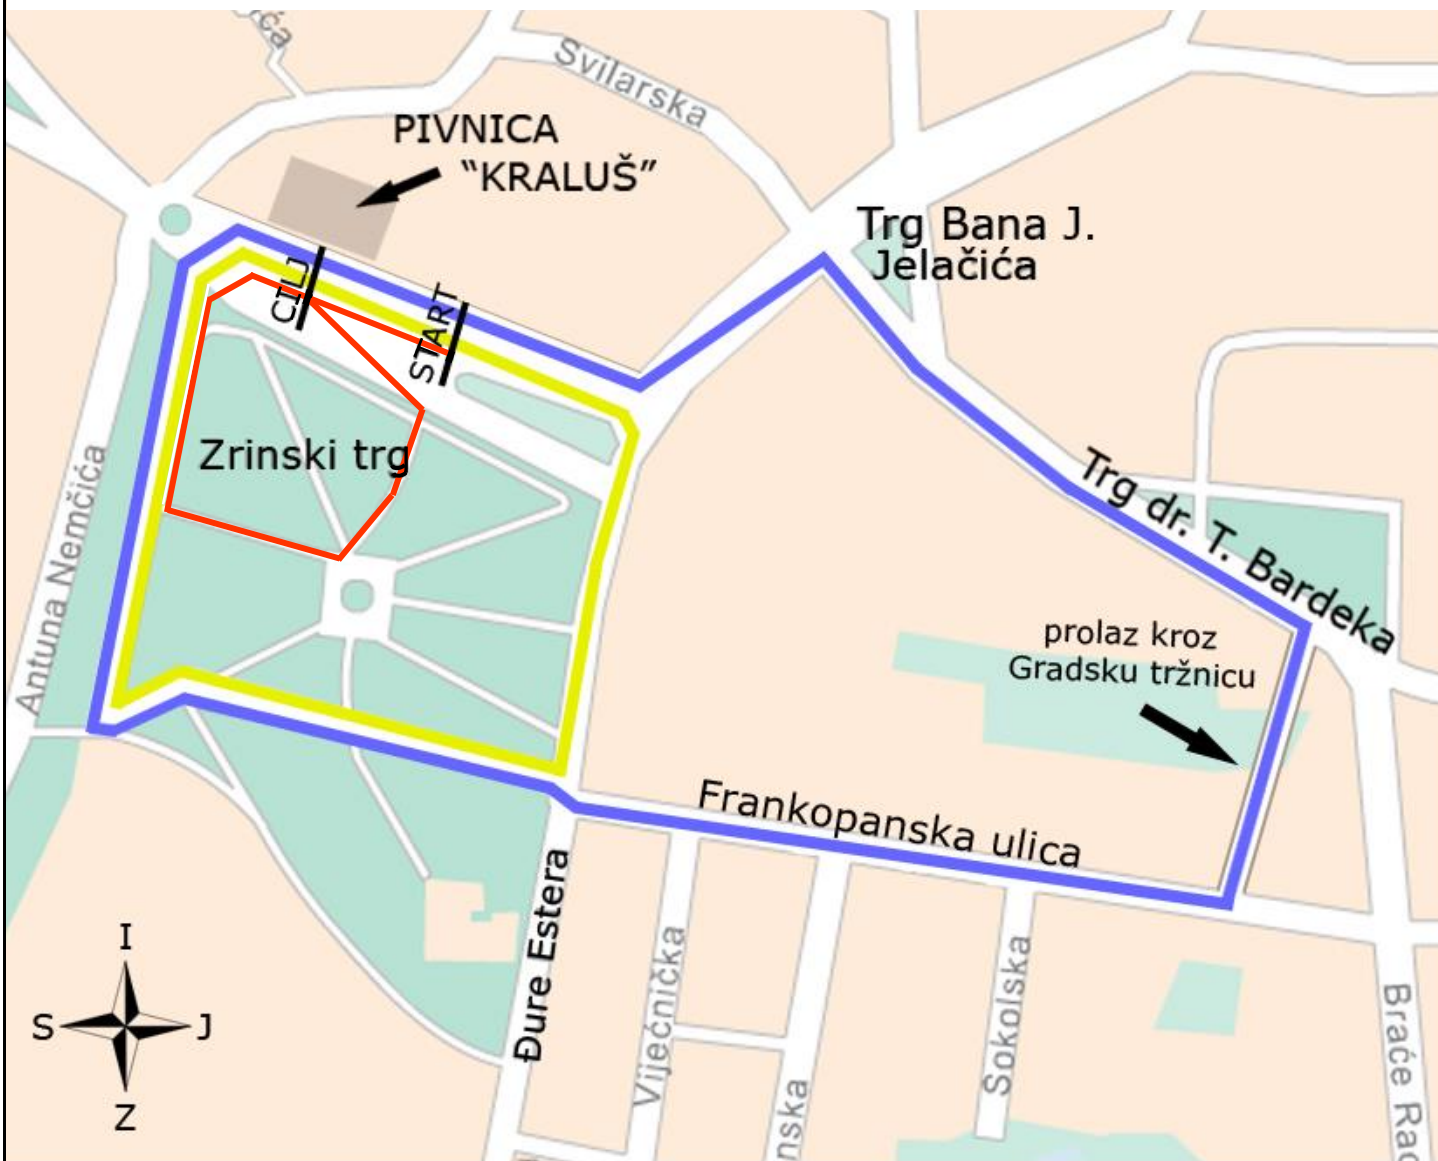 Svilarska
PIVNICA
“KRALUŠ”
Trg Bana J.
Jelačića
CILJ
START
Zrinski trg
Antuna Nemčića
Trg dr. T. Bardeka
prolaz kroz
Gradsku tržnicu
Frankopanska ulica
Đure Estera
Vijećnička
Sokolska
I
S
J
Z